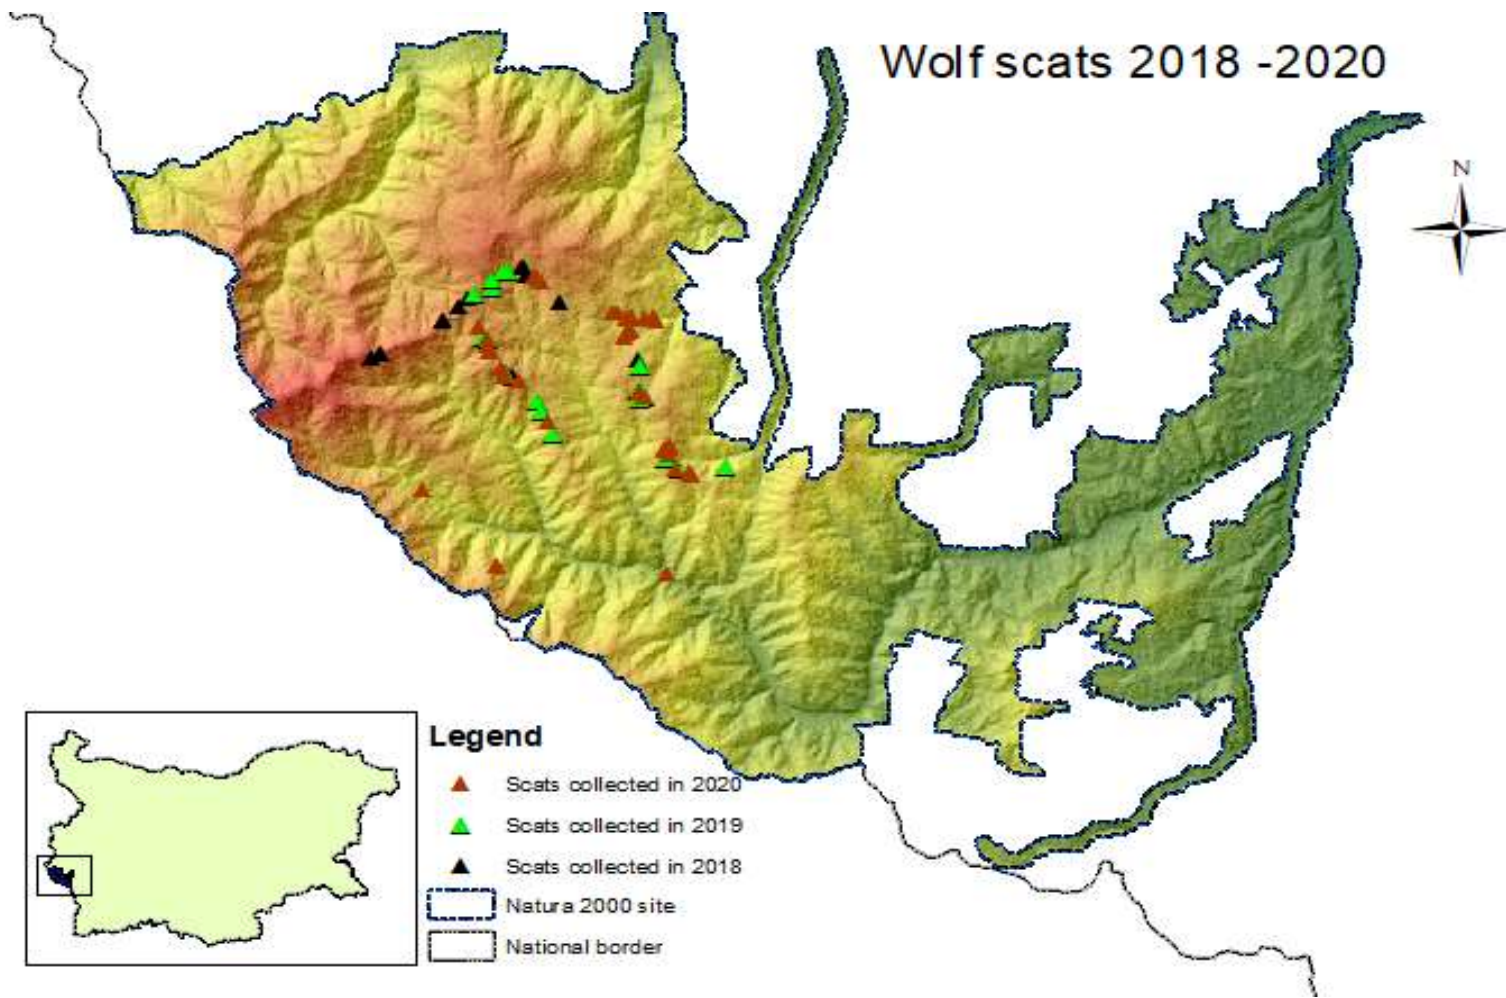 Wolf scats 2018 -2020
N
Legend
Scats collected in 2020
Scats collected in 2019
Scats collected in 2018
Natura 2000 site
National border